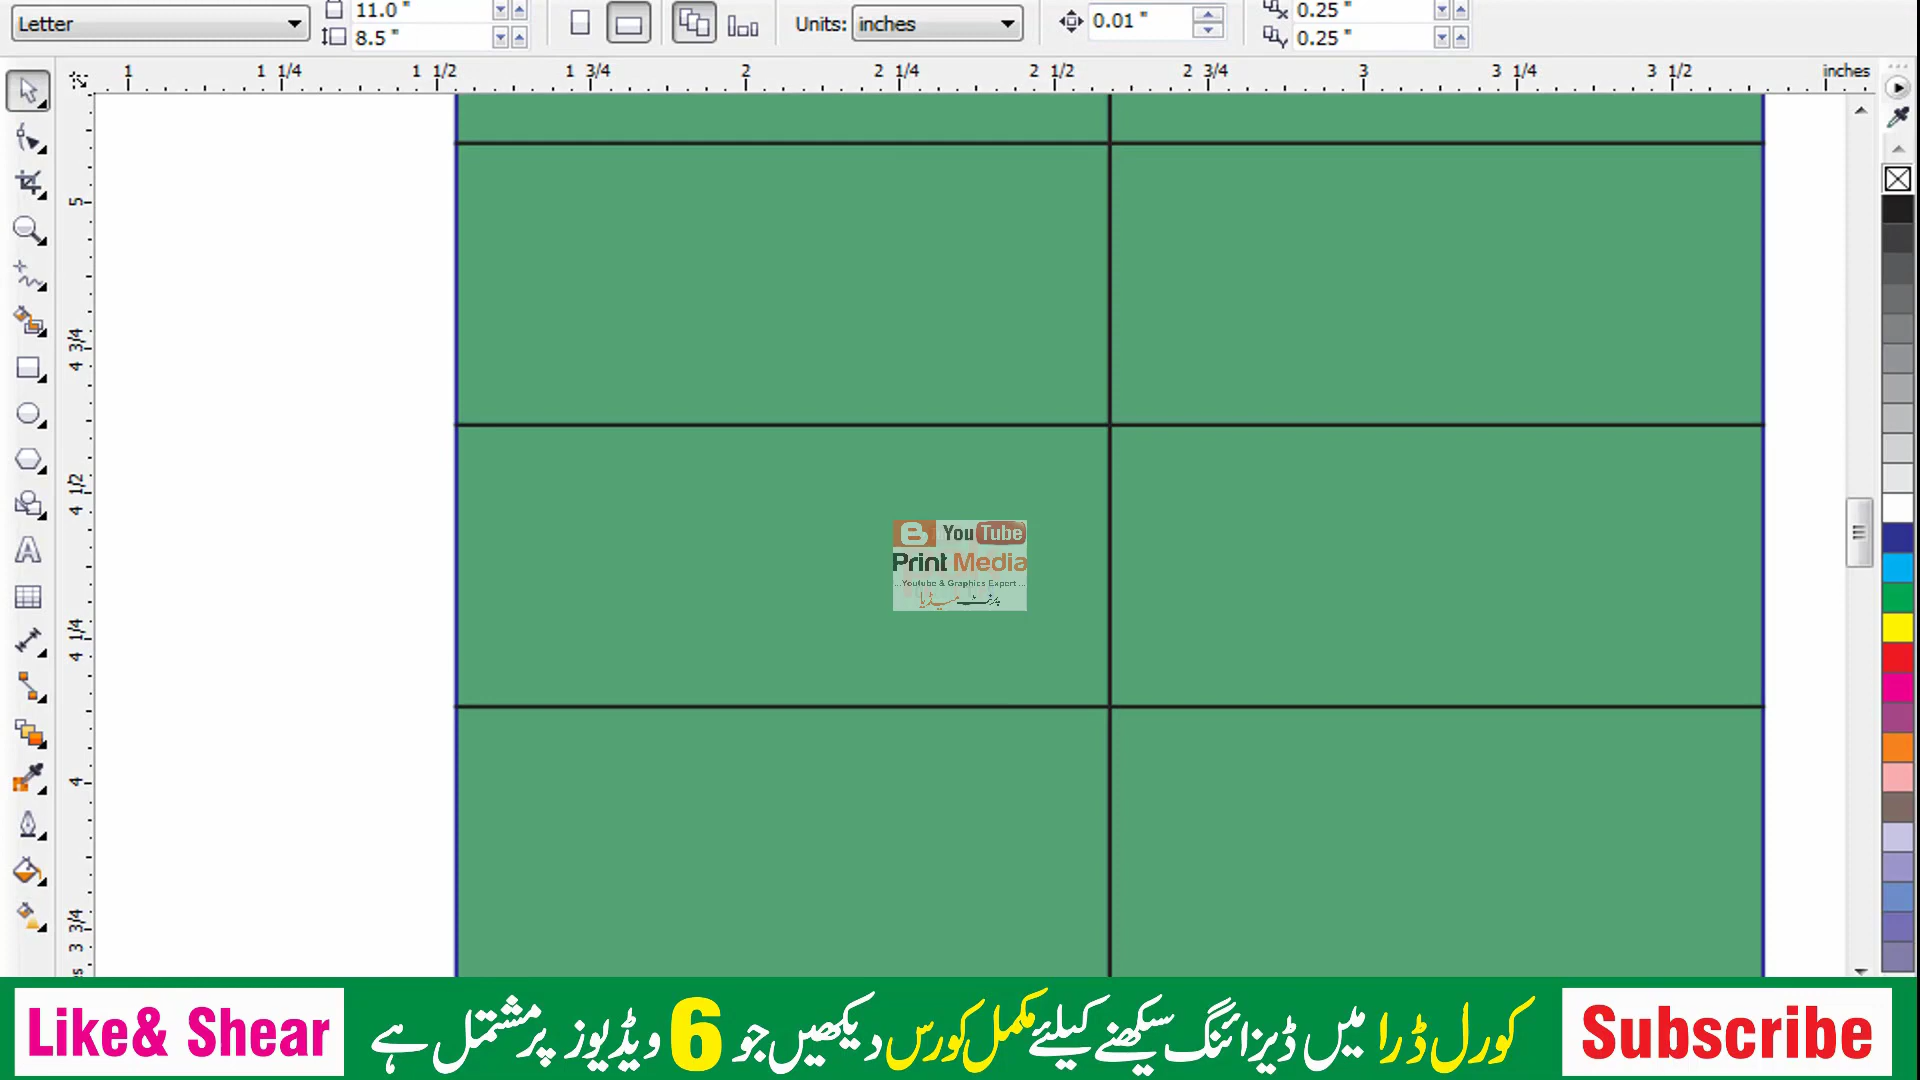 Letter
11.0 "
8.5 "
Units: inches
0.01 "
0.25 "
0.25 "
1 1 1/4 1 1/2 1 3/4 2 2 1/4 2 1/2 2 3/4 3 3 1/4 3 1/2 inches
5
4 3/4
4 1/2
4 1/4
4
3 3/4
You Tube
Print Media
...Youtube & Graphics Expert ...
پرنٹ میڈیا
Like& Shear
کورل ڈرا میں ڈیزائنگ سیکھنے کیلئے مکمل کورس دیکھیں جو 6 ویڈیوز پر مشتمل ہے
Subscribe